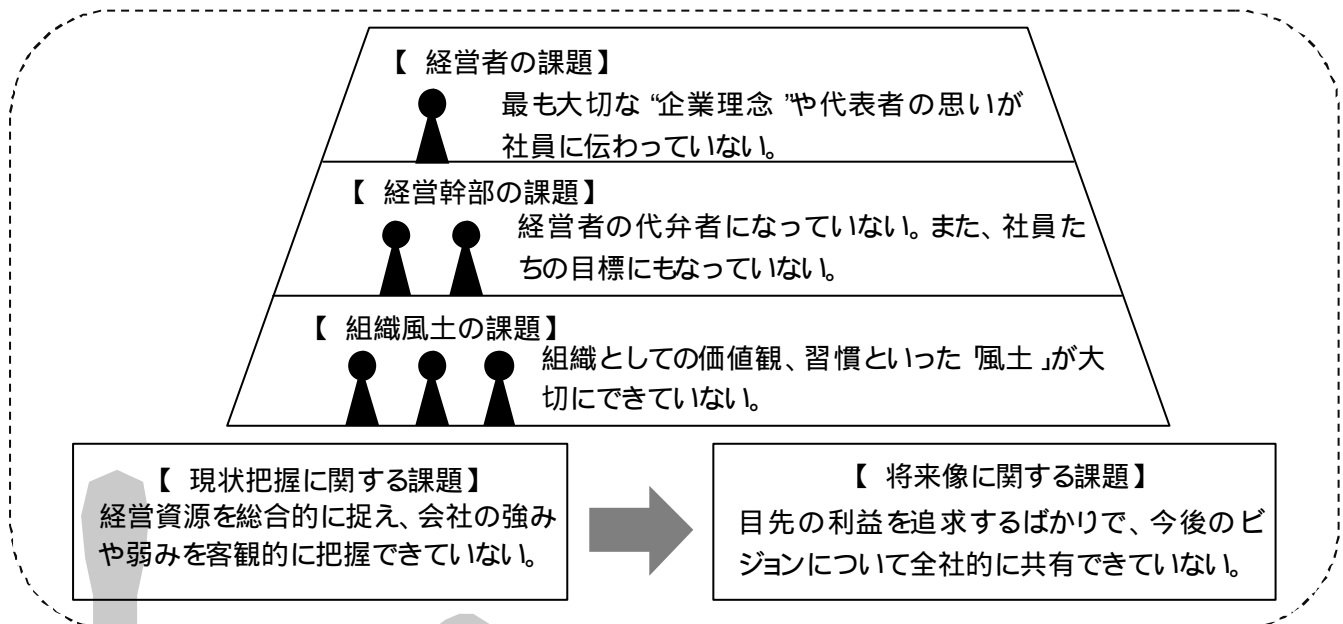 【 経営者の課題】
最も大切な “企業理念 ”や代表者の思いが
社員に伝わっていない。
【 経営幹部の課題】
経営者の代弁者になっていない。また、社員た
ちの目標にもなっていない。
【 組織風土の課題】
組織としての価値観、習慣といった 「風土 」が大
切にできていない。
【 現状把握に関する課題】
経営資源を総合的に捉え、会社の強み
や弱みを客観的に把握できていない。
【 将来像に関する課題】
目先の利益を追求するばかりで、今後のビ
ジョンについて全社的に共有できていない。